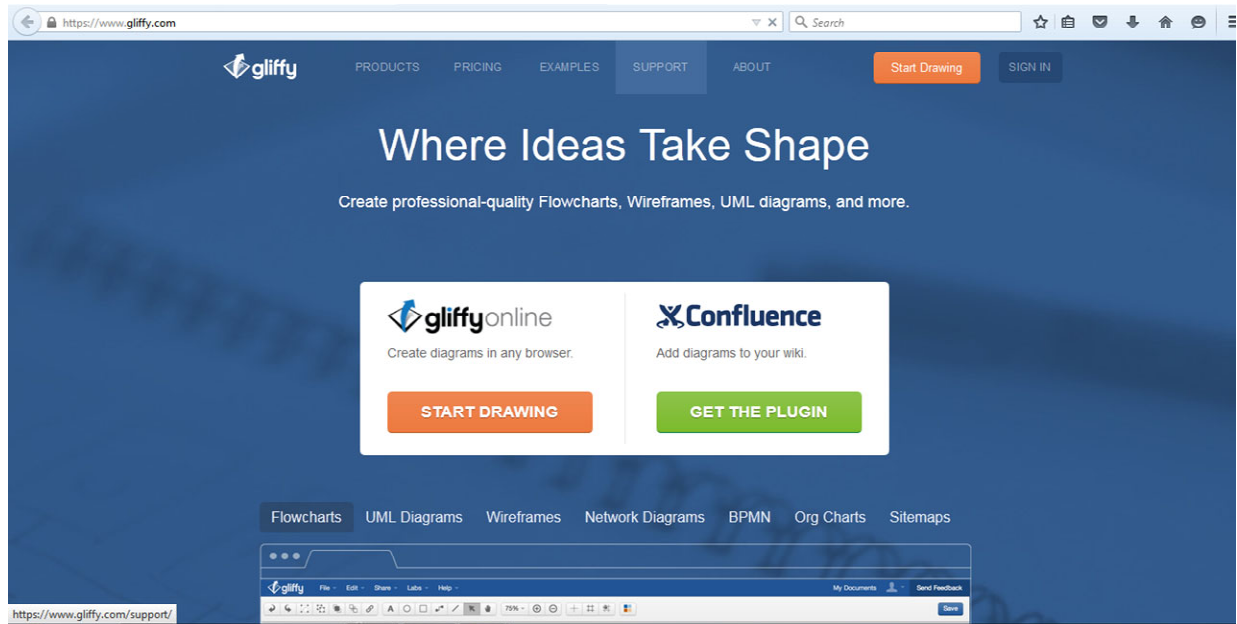 https://www.gliffy.com
Search
gliffy PRODUCTS PRICING EXAMPLES SUPPORT ABOUT Start Drawing SIGN IN
Where Ideas Take Shape
Create professional-quality Flowcharts, Wireframes, UML diagrams, and more.
gliffyonline Confluence
Create diagrams in any browser. Add diagrams to your wiki.
START DRAWING GET THE PLUGIN
Flowcharts UML Diagrams Wireframes Network Diagrams BPMN Org Charts Sitemaps
gliffy File Edit Share Labs Help My Documents Send Feedback
A 75% Save
https://www.gliffy.com/support/